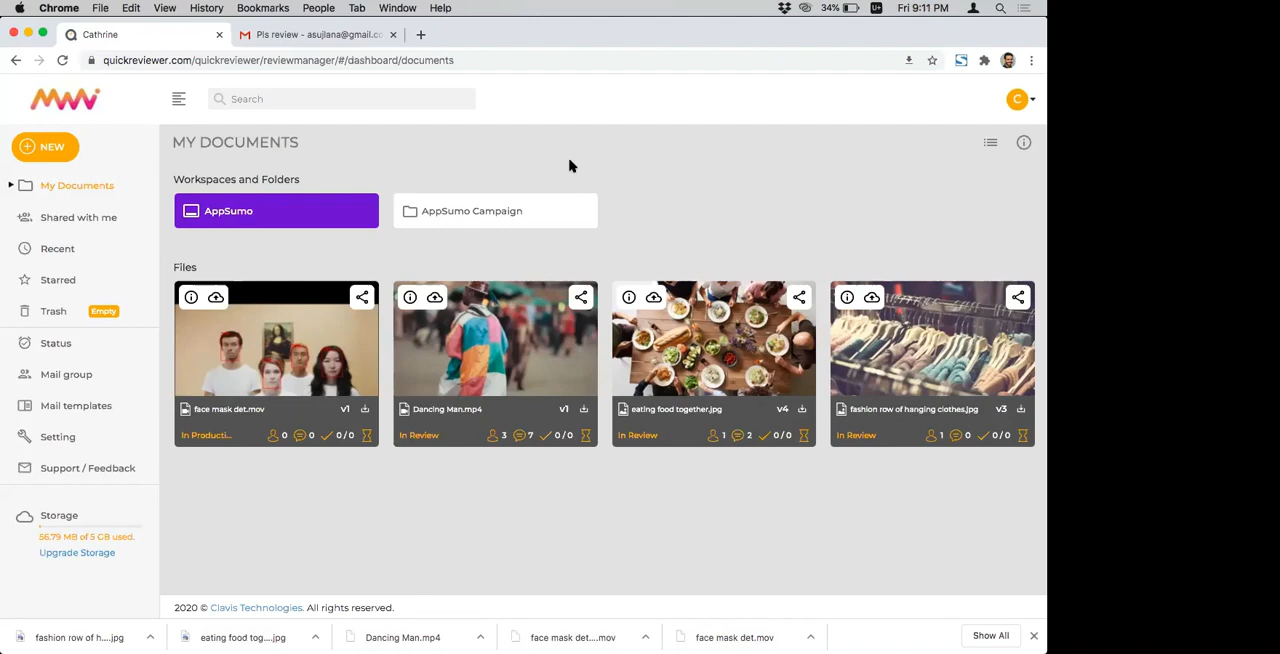 Chrome File Edit View History Bookmarks People Tab Window Help 34% U+ Fri 9:11 PM
Cathrine Pls review - asujlana@gmail.co
quickreviewer.com/quickreviewer/reviewmanager/#/dashboard/documents
MWi Search C
NEW
My Documents
Shared with me
Recent
Starred
Trash Empty
Status
Mail group
Mail templates
Setting
Support / Feedback
Storage
56.79 MB of 5 GB used.
Upgrade Storage
MY DOCUMENTS
Workspaces and Folders
AppSumo AppSumo Campaign
Files
face mask det.mov v1 Dancing Man.mp4 v1 eating food together.jpg v4 fashion row of hanging clothes.jpg v3
In Producti... 0 0 0/0 In Review 3 7 0/0 In Review 1 2 0/0 In Review 1 0 0/0
2020 © Clavis Technologies. All rights reserved.
fashion row of h....jpg eating food tog....jpg Dancing Man.mp4 face mask det....mov face mask det.mov Show All